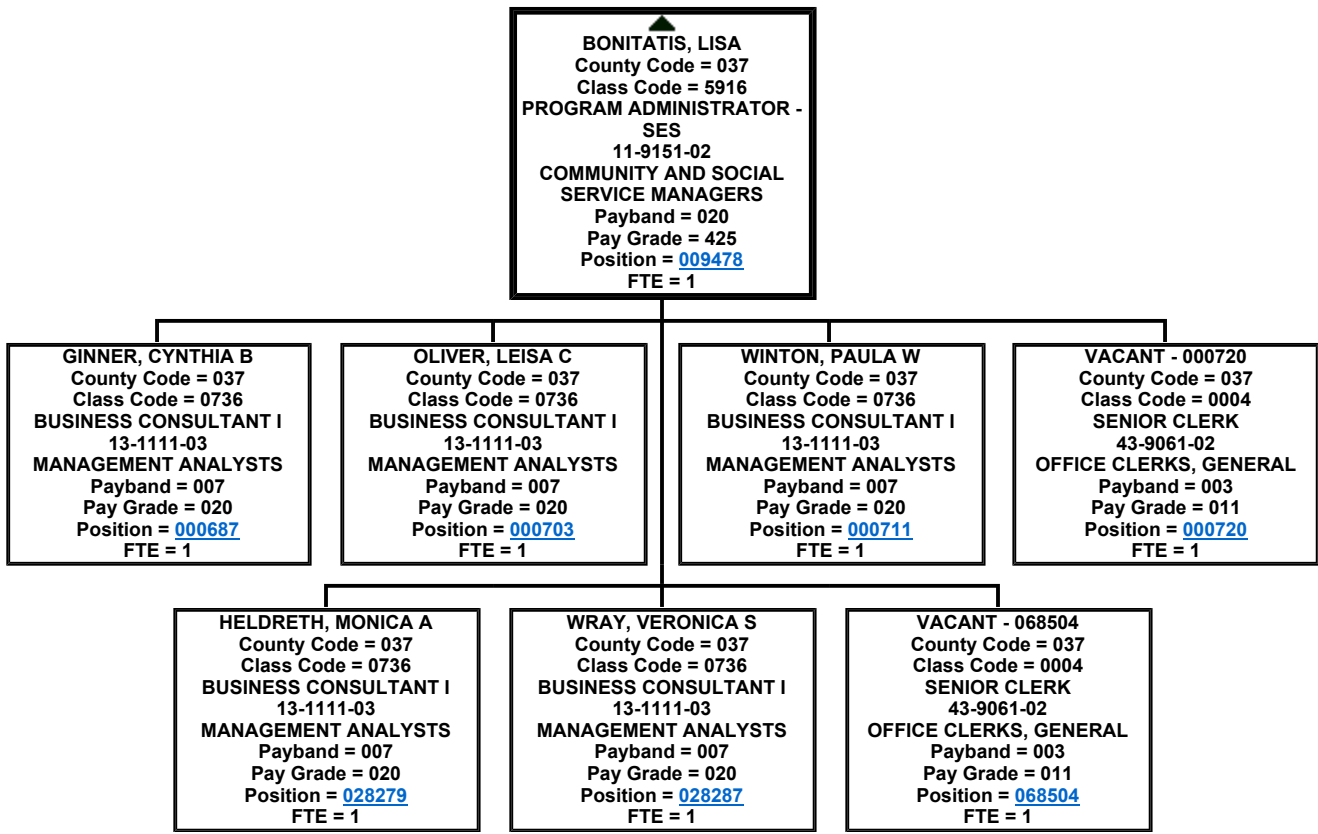 BONITATIS, LISA
County Code = 037
Class Code = 5916
PROGRAM ADMINISTRATOR -
SES
11-9151-02
COMMUNITY AND SOCIAL
SERVICE MANAGERS
Payband = 020
Pay Grade = 425
Position = 009478
FTE = 1
GINNER, CYNTHIA B
County Code = 037
Class Code = 0736
BUSINESS CONSULTANT I
13-1111-03
MANAGEMENT ANALYSTS
Payband = 007
Pay Grade = 020
Position = 000687
FTE = 1
OLIVER, LEISA C
County Code = 037
Class Code = 0736
BUSINESS CONSULTANT I
13-1111-03
MANAGEMENT ANALYSTS
Payband = 007
Pay Grade = 020
Position = 000703
FTE = 1
WINTON, PAULA W
County Code = 037
Class Code = 0736
BUSINESS CONSULTANT I
13-1111-03
MANAGEMENT ANALYSTS
Payband = 007
Pay Grade = 020
Position = 000711
FTE = 1
VACANT - 000720
County Code = 037
Class Code = 0004
SENIOR CLERK
43-9061-02
OFFICE CLERKS, GENERAL
Payband = 003
Pay Grade = 011
Position = 000720
FTE = 1
HELDRETH, MONICA A
County Code = 037
Class Code = 0736
BUSINESS CONSULTANT I
13-1111-03
MANAGEMENT ANALYSTS
Payband = 007
Pay Grade = 020
Position = 028279
FTE = 1
WRAY, VERONICA S
County Code = 037
Class Code = 0736
BUSINESS CONSULTANT I
13-1111-03
MANAGEMENT ANALYSTS
Payband = 007
Pay Grade = 020
Position = 028287
FTE = 1
VACANT - 068504
County Code = 037
Class Code = 0004
SENIOR CLERK
43-9061-02
OFFICE CLERKS, GENERAL
Payband = 003
Pay Grade = 011
Position = 068504
FTE = 1